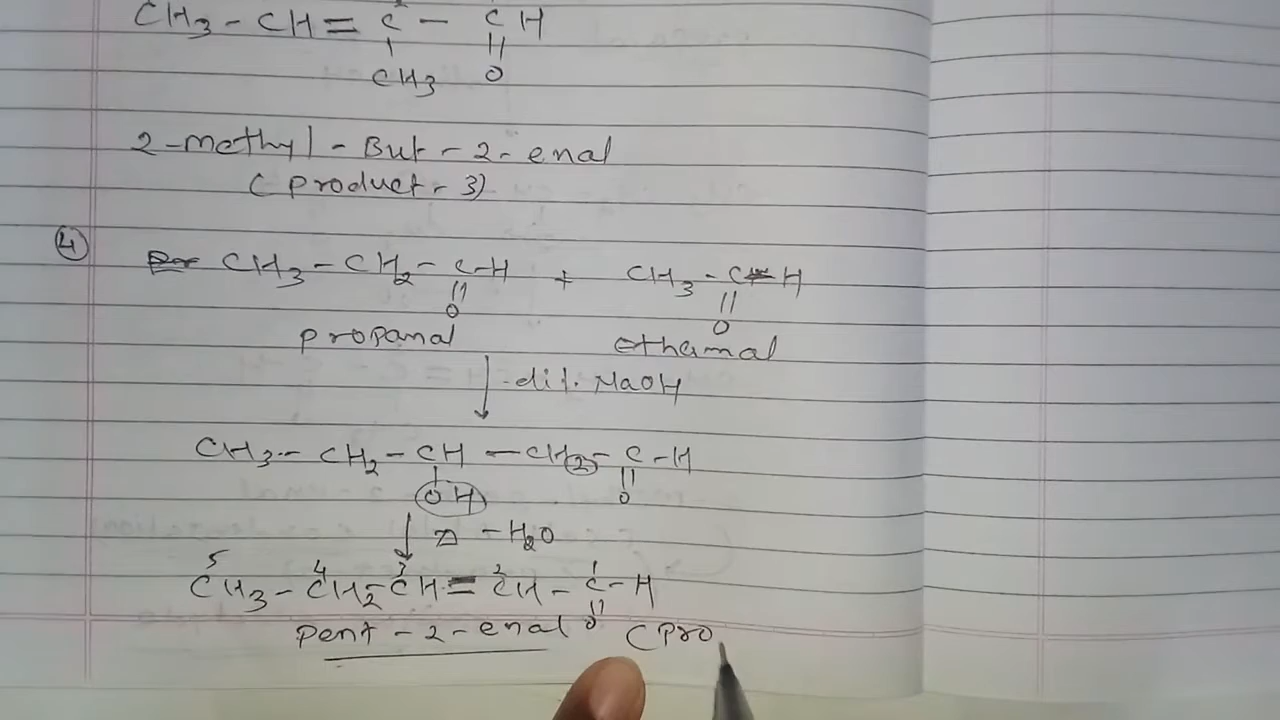 CH3 - CH = C - CH
CH3 O
2-methyl - But - 2 - enal
(product - 3)
4 CH3 - CH2 - C-H + CH3 - C-H
O O
propanal ethanal
dil. NaOH
CH3 - CH2 - CH - CH2 - C - H
OH O
Δ - H2O
5 4 3 2 1
CH3 - CH2 - CH = CH - C - H
O
pent - 2 - enal (pro